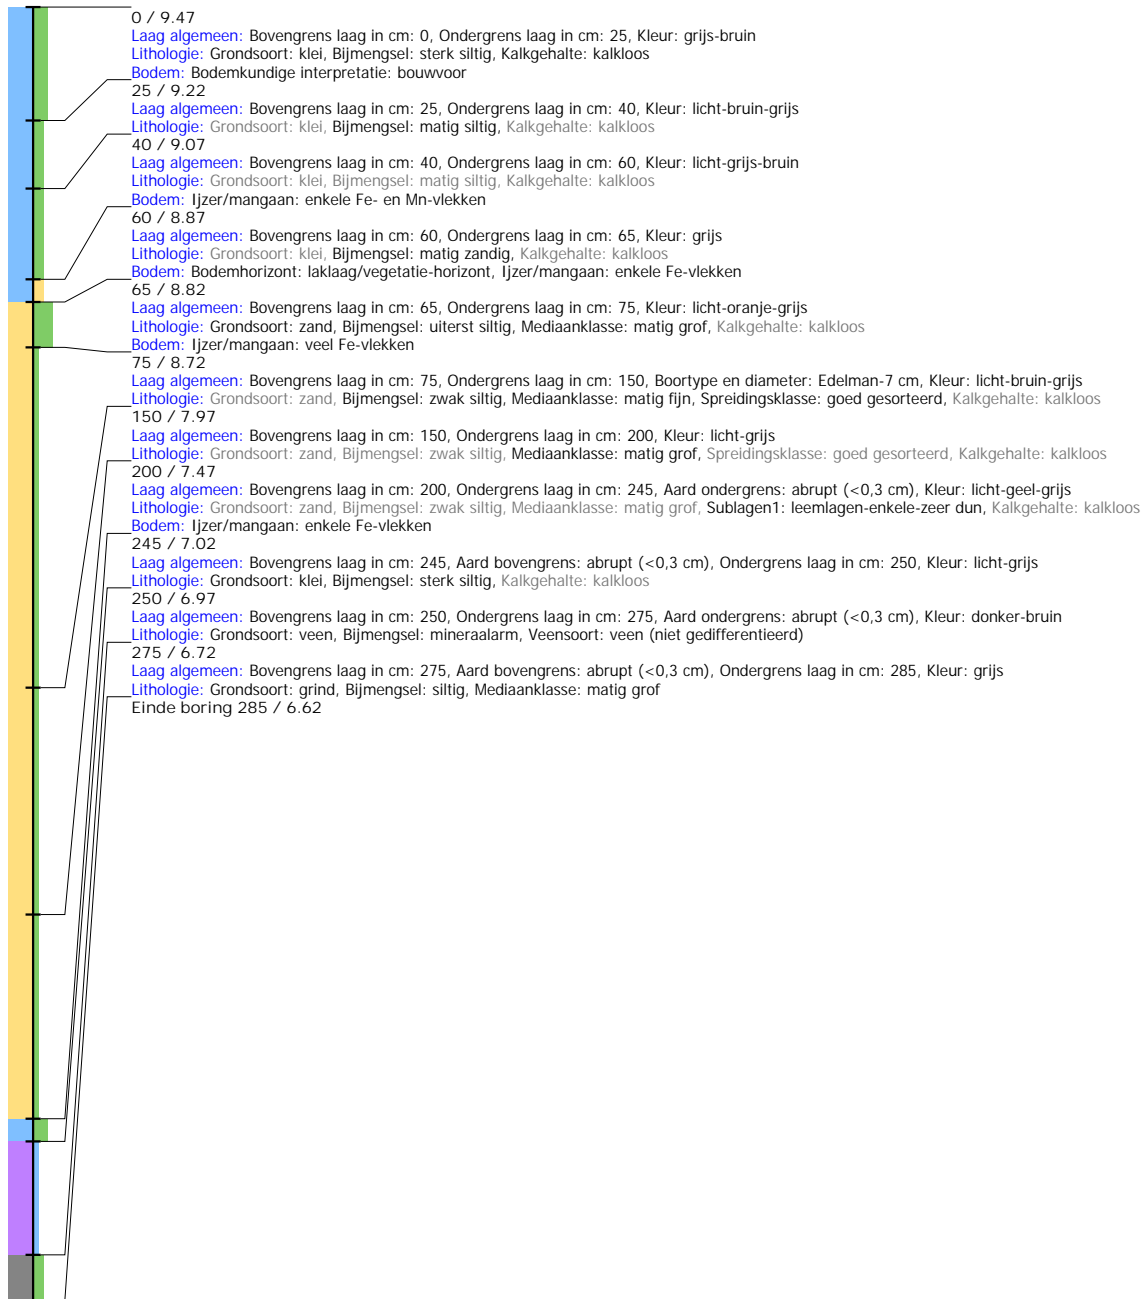 0 / 9.47
Laag algemeen: Bovengrens laag in cm: 0, Ondergrens laag in cm: 25, Kleur: grijs-bruin
Lithologie: Grondsoort: klei, Bijmengsel: sterk siltig, Kalkgehalte: kalkloos
Bodem: Bodemkundige interpretatie: bouwvoor
25 / 9.22
Laag algemeen: Bovengrens laag in cm: 25, Ondergrens laag in cm: 40, Kleur: licht-bruin-grijs
Lithologie: Grondsoort: klei, Bijmengsel: matig siltig, Kalkgehalte: kalkloos
40 / 9.07
Laag algemeen: Bovengrens laag in cm: 40, Ondergrens laag in cm: 60, Kleur: licht-grijs-bruin
Lithologie: Grondsoort: klei, Bijmengsel: matig siltig, Kalkgehalte: kalkloos
Bodem: Ijzer/mangaan: enkele Fe- en Mn-vlekken
60 / 8.87
Laag algemeen: Bovengrens laag in cm: 60, Ondergrens laag in cm: 65, Kleur: grijs
Lithologie: Grondsoort: klei, Bijmengsel: matig zandig, Kalkgehalte: kalkloos
Bodem: Bodemhorizont: laklaag/vegetatie-horizont, Ijzer/mangaan: enkele Fe-vlekken
65 / 8.82
Laag algemeen: Bovengrens laag in cm: 65, Ondergrens laag in cm: 75, Kleur: licht-oranje-grijs
Lithologie: Grondsoort: zand, Bijmengsel: uiterst siltig, Mediaanklasse: matig grof, Kalkgehalte: kalkloos
Bodem: Ijzer/mangaan: veel Fe-vlekken
75 / 8.72
Laag algemeen: Bovengrens laag in cm: 75, Ondergrens laag in cm: 150, Boortype en diameter: Edelman-7 cm, Kleur: licht-bruin-grijs
Lithologie: Grondsoort: zand, Bijmengsel: zwak siltig, Mediaanklasse: matig fijn, Spreidingsklasse: goed gesorteerd, Kalkgehalte: kalkloos
150 / 7.97
Laag algemeen: Bovengrens laag in cm: 150, Ondergrens laag in cm: 200, Kleur: licht-grijs
Lithologie: Grondsoort: zand, Bijmengsel: zwak siltig, Mediaanklasse: matig grof, Spreidingsklasse: goed gesorteerd, Kalkgehalte: kalkloos
200 / 7.47
Laag algemeen: Bovengrens laag in cm: 200, Ondergrens laag in cm: 245, Aard ondergrens: abrupt (<0,3 cm), Kleur: licht-geel-grijs
Lithologie: Grondsoort: zand, Bijmengsel: zwak siltig, Mediaanklasse: matig grof, Sublagen1: leemlagen-enkele-zeer dun, Kalkgehalte: kalkloos
Bodem: Ijzer/mangaan: enkele Fe-vlekken
245 / 7.02
Laag algemeen: Bovengrens laag in cm: 245, Aard bovengrens: abrupt (<0,3 cm), Ondergrens laag in cm: 250, Kleur: licht-grijs
Lithologie: Grondsoort: klei, Bijmengsel: sterk siltig, Kalkgehalte: kalkloos
250 / 6.97
Laag algemeen: Bovengrens laag in cm: 250, Ondergrens laag in cm: 275, Aard ondergrens: abrupt (<0,3 cm), Kleur: donker-bruin
Lithologie: Grondsoort: veen, Bijmengsel: mineraalarm, Veensoort: veen (niet gedifferentieerd)
275 / 6.72
Laag algemeen: Bovengrens laag in cm: 275, Aard bovengrens: abrupt (<0,3 cm), Ondergrens laag in cm: 285, Kleur: grijs
Lithologie: Grondsoort: grind, Bijmengsel: siltig, Mediaanklasse: matig grof
Einde boring 285 / 6.62